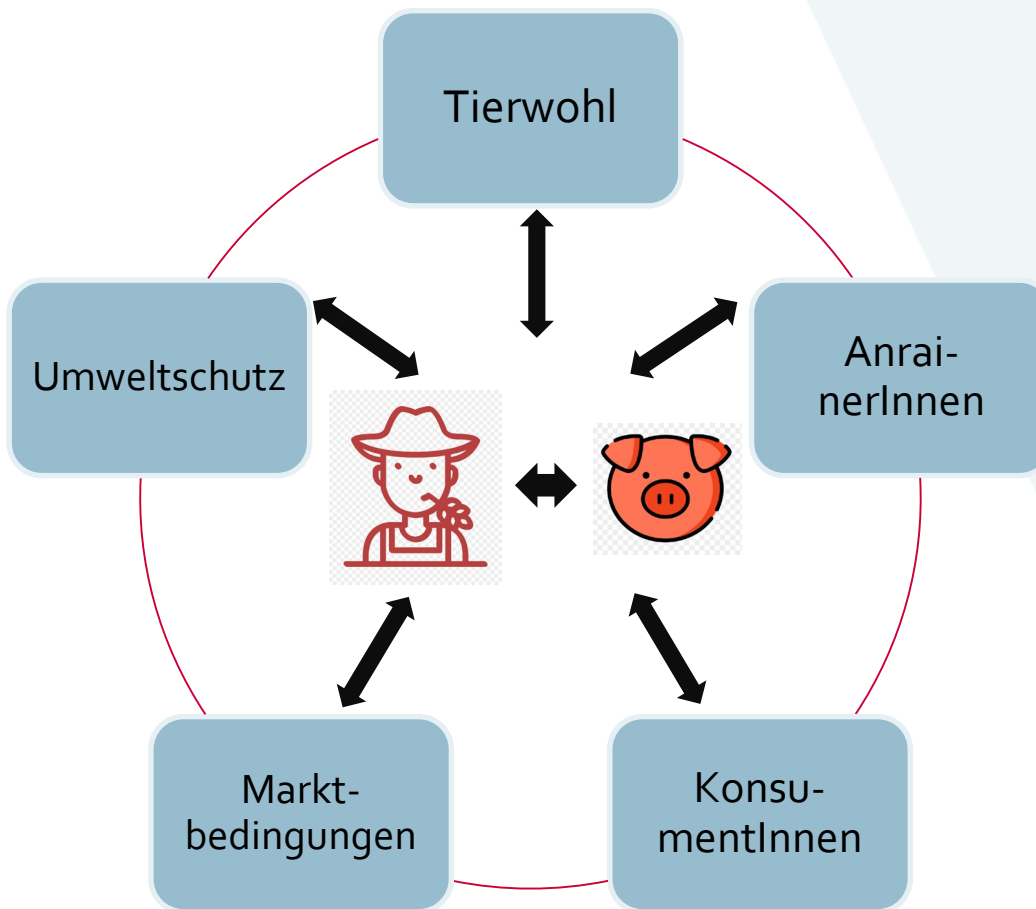 Tierwohl
Umweltschutz
Anrai-
nerInnen
Markt-
bedingungen
Konsu-
mentInnen